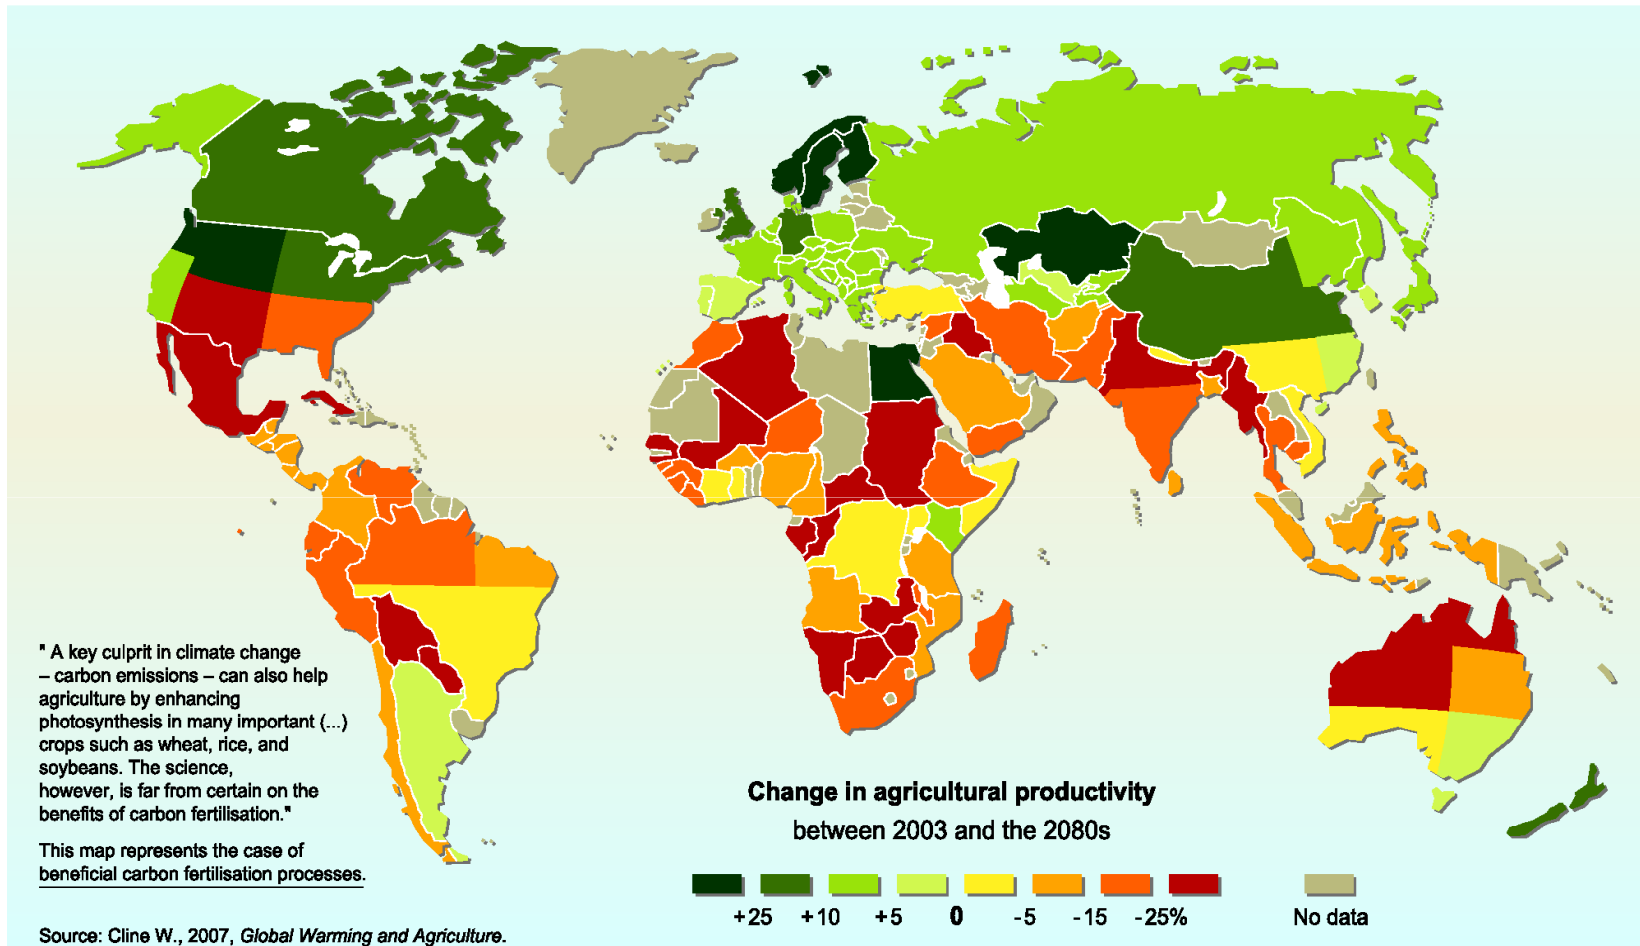 " A key culprit in climate change
– carbon emissions – can also help
agriculture by enhancing
photosynthesis in many important (...)
crops such as wheat, rice, and
soybeans. The science,
however, is far from certain on the
benefits of carbon fertilisation."
This map represents the case of
beneficial carbon fertilisation processes.
Source: Cline W., 2007, Global Warming and Agriculture.
Change in agricultural productivity
between 2003 and the 2080s
+25 +10 +5 0 -5 -15 -25% No data